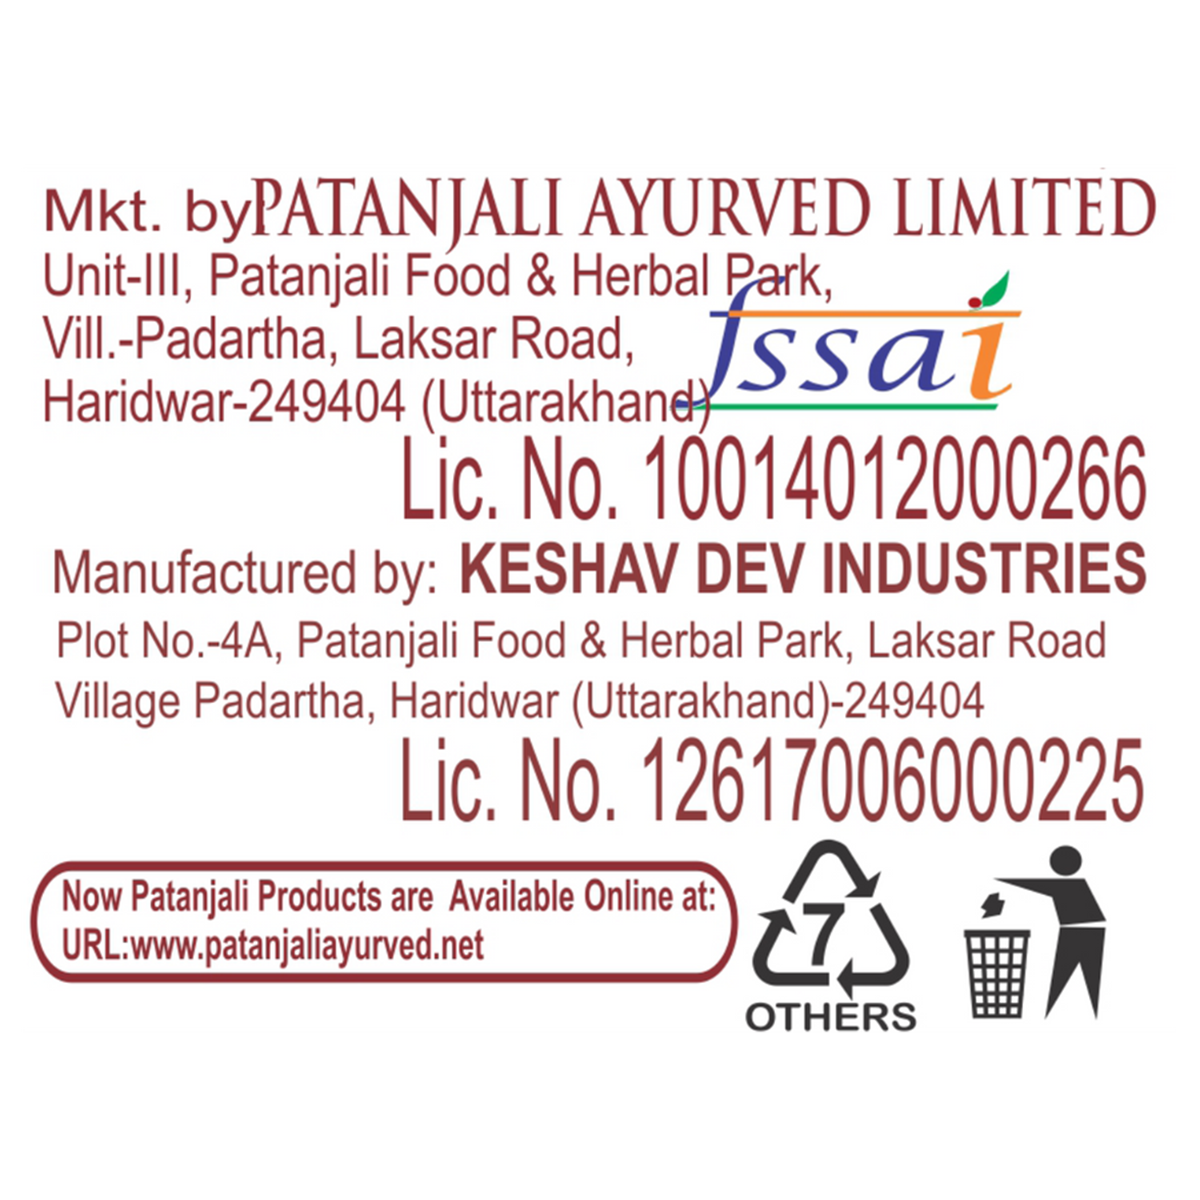 Mkt. by PATANJALI AYURVED LIMITED
Unit-III, Patanjali Food & Herbal Park,
Vill.-Padartha, Laksar Road,
Haridwar-249404 (Uttarakhand)
fssai
Lic. No. 10014012000266
Manufactured by: KESHAV DEV INDUSTRIES
Plot No.-4A, Patanjali Food & Herbal Park, Laksar Road
Village Padartha, Haridwar (Uttarakhand)-249404
Lic. No. 12617006000225
Now Patanjali Products are Available Online at:
URL:www.patanjaliayurved.net
7
OTHERS